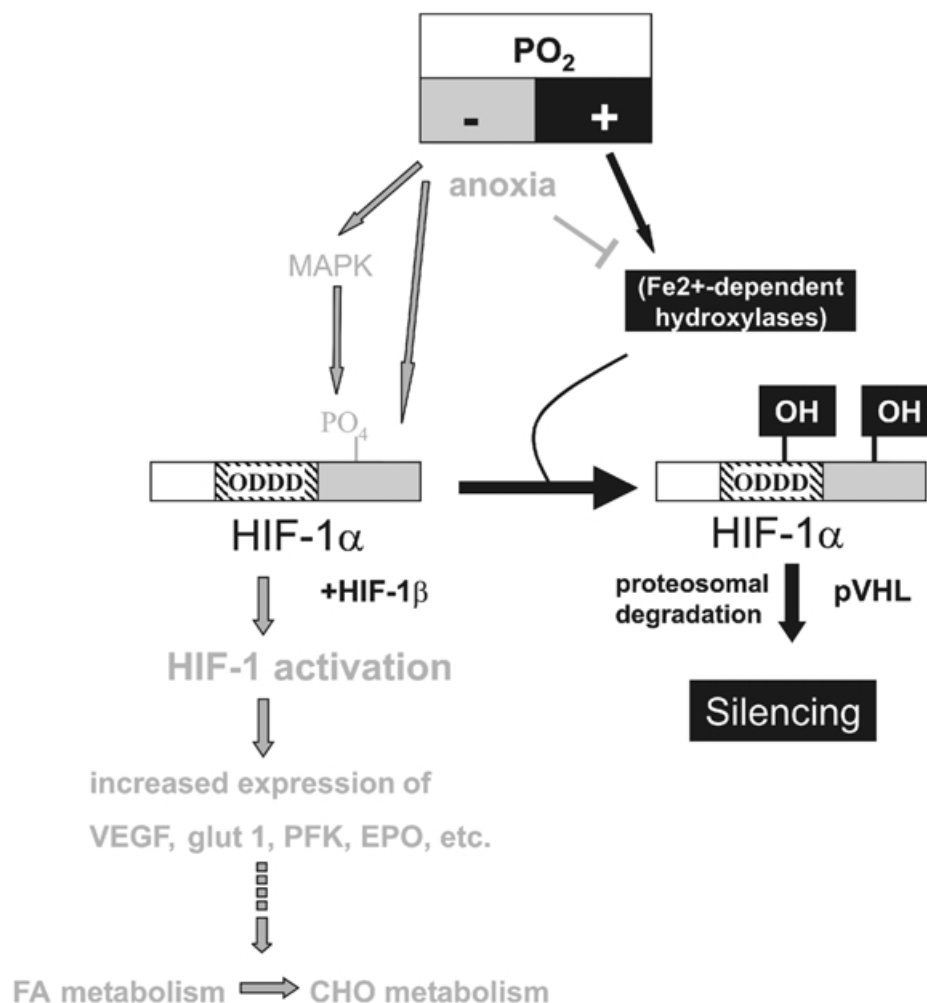 PO2
- +
anoxia
MAPK
(Fe2+-dependent
hydroxylases)
PO4
OH OH
ODDD
ODDD
HIF-1α
HIF-1α
+HIF-1β
proteosomal
degradation
pVHL
HIF-1 activation
Silencing
increased expression of
VEGF, glut 1, PFK, EPO, etc.
FA metabolism CHO metabolism